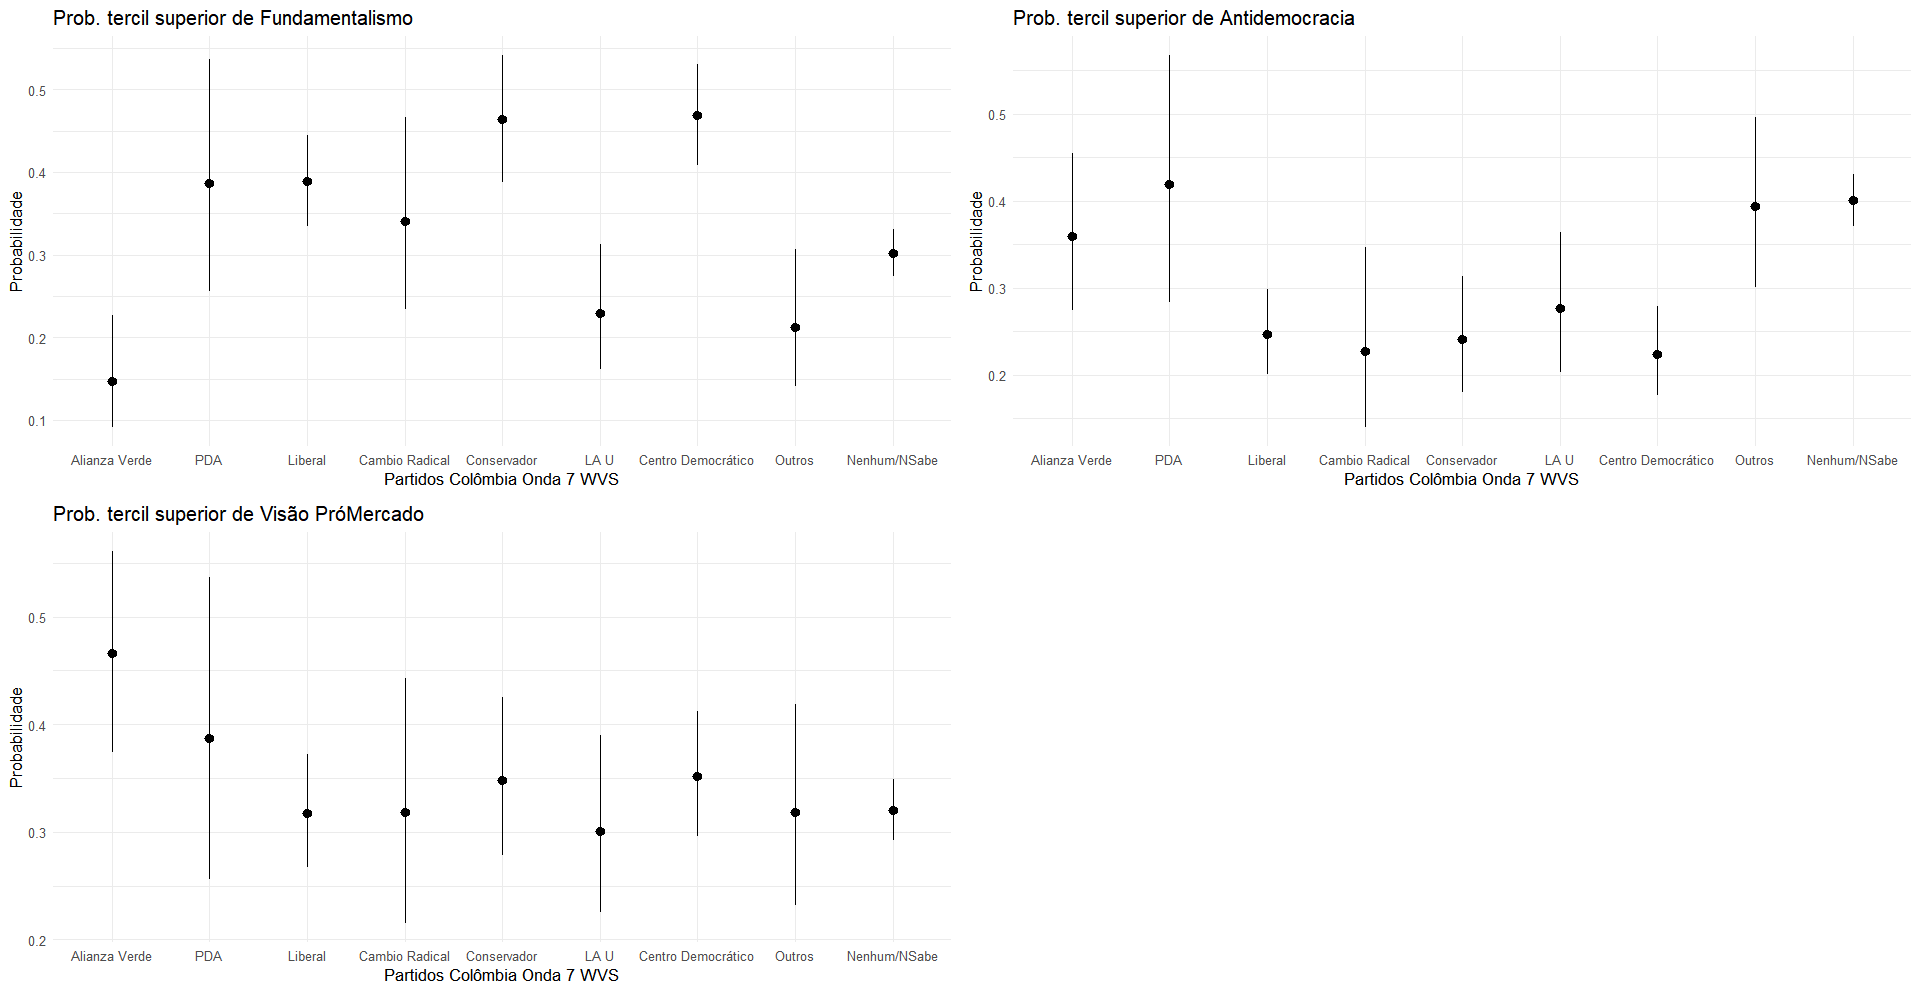 Prob. tercil superior de Fundamentalismo
Probabilidade
0.5
0.4
0.3
0.2
0.1
Alianza Verde PDA Liberal Cambio Radical Conservador LA U Centro Democrático Outros Nenhum/NSabe
Partidos Colômbia Onda 7 WVS
Prob. tercil superior de Antidemocracia
Probabilidade
0.5
0.4
0.3
0.2
Alianza Verde PDA Liberal Cambio Radical Conservador LA U Centro Democrático Outros Nenhum/NSabe
Partidos Colômbia Onda 7 WVS
Prob. tercil superior de Visão PróMercado
Probabilidade
0.5
0.4
0.3
0.2
Alianza Verde PDA Liberal Cambio Radical Conservador LA U Centro Democrático Outros Nenhum/NSabe
Partidos Colômbia Onda 7 WVS